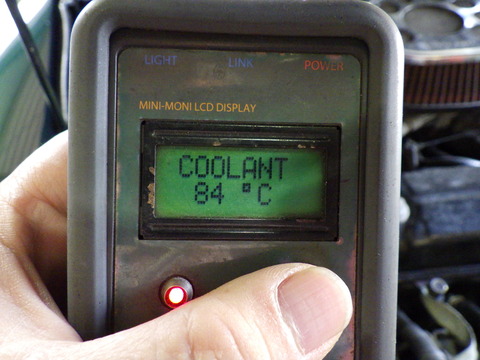 LIGHT LINK POWER
MINI-MONI LCD DISPLAY
COOLANT
84 °C